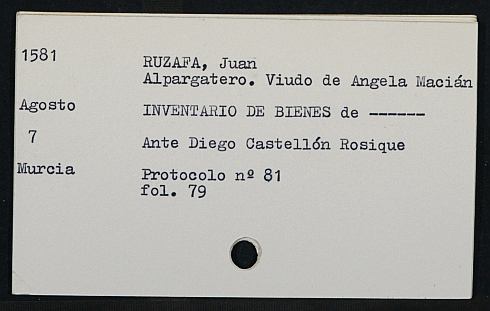 1581
RUZAFA, Juan
Alpargatero. Viudo de Angela Macián
Agosto
INVENTARIO DE BIENES de ------
7
Ante Diego Castellón Rosique
Murcia
Protocolo nº 81
fol. 79